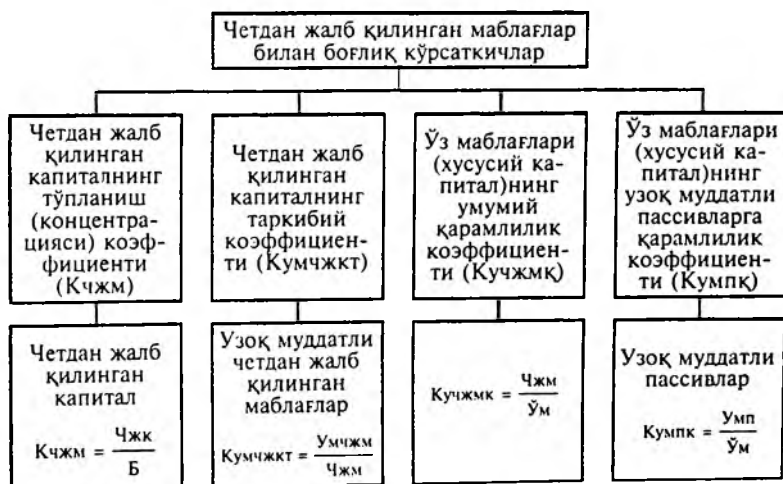 Четдан жалб қилинган маблағлар
билан боғлиқ кўрсаткичлар
Четдан жалб
қилинган
капиталнинг
тўпланиш
(концентра-
цияси) коэф-
фициенти
(Кчжм)
Четдан жалб
қилинган
капиталнинг
таркибий
коэффициен-
ти (Кумчжкт)
Ўз маблағлари
(хусусий ка-
питал)нинг
умумий
қарамлилик
коэффициен-
ти (Кучжмқ)
Ўз маблағлари
(хусусий ка-
питал)нинг
узоқ муддатли
пассивларга
қарамлилик
коэффициен-
ти (Кумпқ)
Четдан жалб
қилинган
капитал
Кчжм = Чжк / Б
Узоқ муддатли
четдан жалб
қилинган
маблағлар
Кумчжкт = Умчжм / Чжм
Кучжмк = Чжм / Ўм
Узоқ муддатли
пассивлар
Кумпк = Умп / Ўм